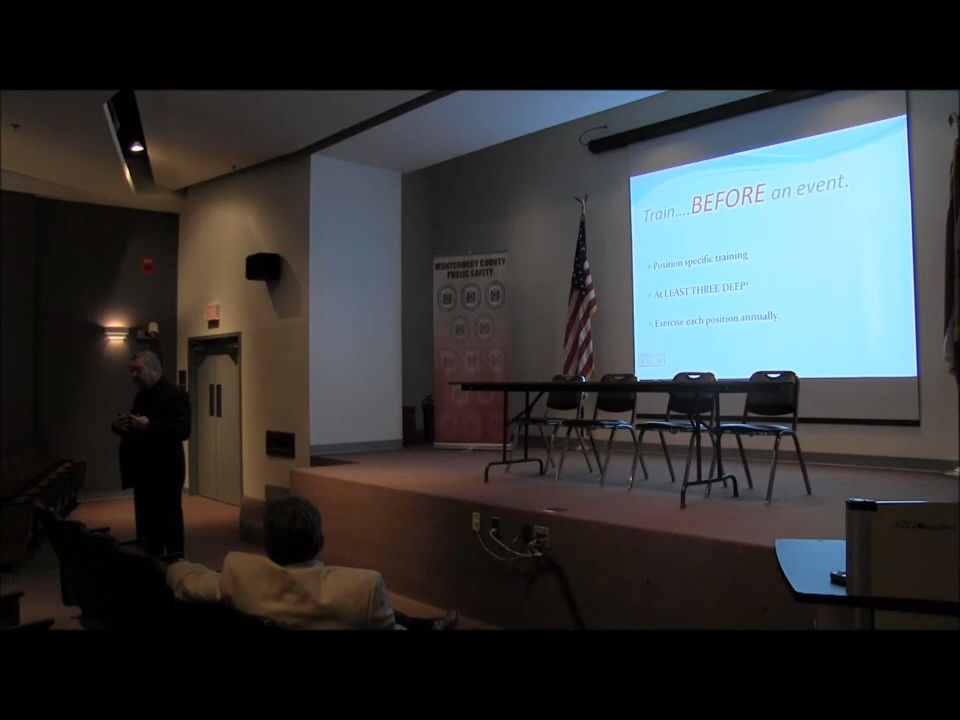 Train....BEFORE an event.
Position specific training
At LEAST THREE DEEP!
Exercise each position annually.
MONTGOMERY COUNTY
PUBLIC SAFETY